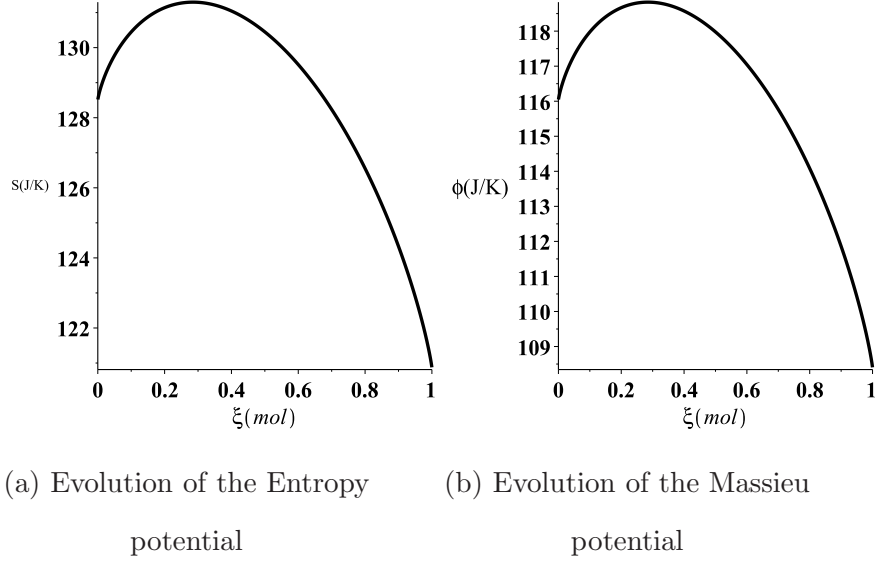 130
128
126
124
122
S(J/K)
0 0.2 0.4 0.6 0.8 1
ξ(mol)
118
117
116
115
114
113
112
111
110
109
ϕ(J/K)
0 0.2 0.4 0.6 0.8 1
ξ(mol)
(a) Evolution of the Entropy
potential
(b) Evolution of the Massieu
potential